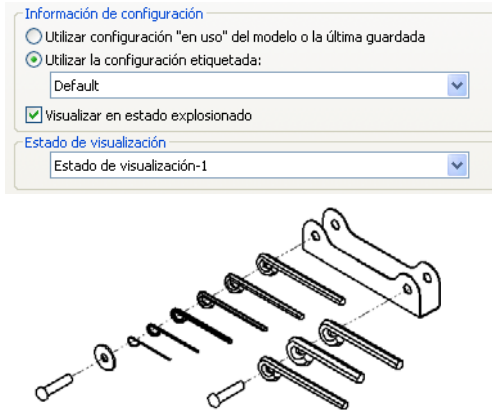 Información de configuración
Utilizar configuración "en uso" del modelo o la última guardada
Utilizar la configuración etiquetada:
Default
Visualizar en estado explosionado
Estado de visualización
Estado de visualización-1